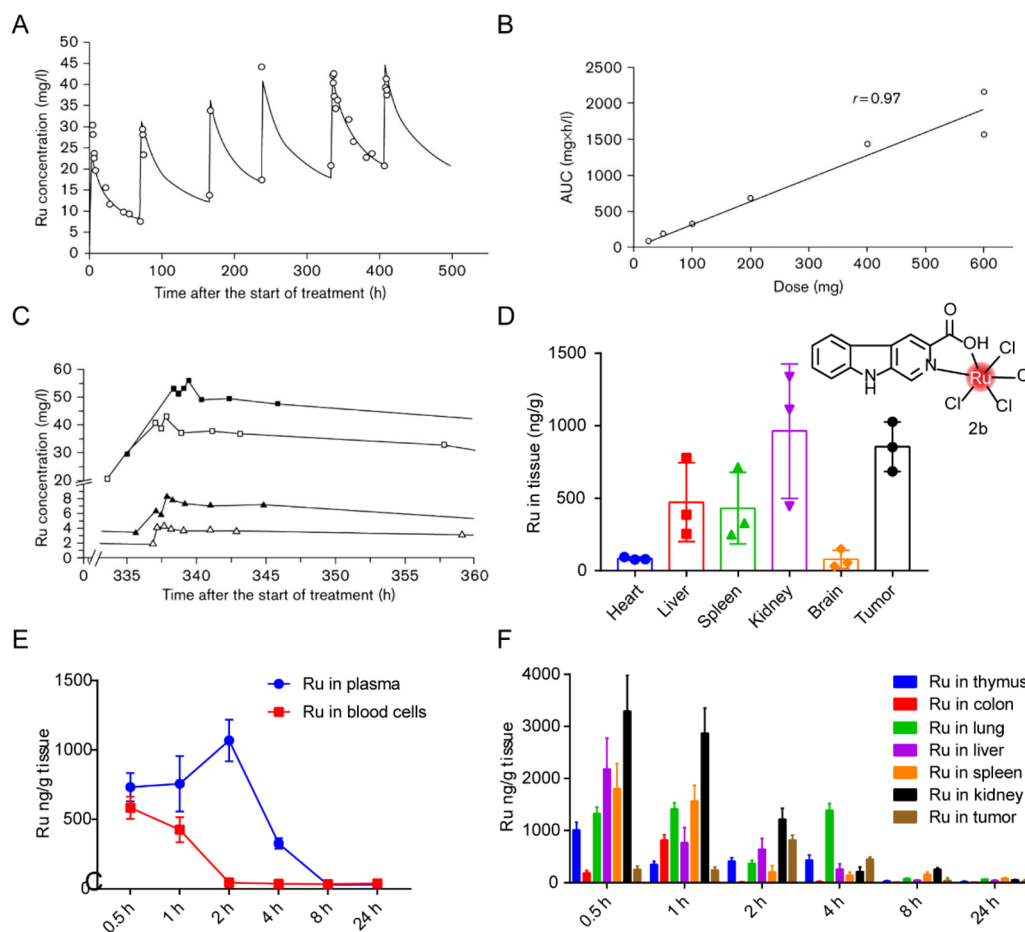 A
Ru concentration (mg/l)
50
45
40
35
30
25
20
15
10
5
0
0 100 200 300 400 500
Time after the start of treatment (h)
B
AUC (mg×h/l)
2500
2000
1500
1000
500
0
r=0.97
0 100 200 300 400 500 600
Dose (mg)
C
Ru concentration (mg/l)
60
50
40
30
20
8
6
4
2
0
335 340 345 350 355 360
Time after the start of treatment (h)
D
Ru in tissue (ng/g)
1500
1000
500
0
Heart Liver Spleen Kidney Brain Tumor
O
OH
Cl
N
Ru
C
N
H
Cl
Cl
2b
E
Ru ng/g tissue
1500
1000
500
C
Ru in plasma
Ru in blood cells
0.5 h 1 h 2 h 4 h 8 h 24 h
F
Ru ng/g tissue
4000
3000
2000
1000
0
Ru in thymus
Ru in colon
Ru in lung
Ru in liver
Ru in spleen
Ru in kidney
Ru in tumor
0.5 h 1 h 2 h 4 h 8 h 24 h